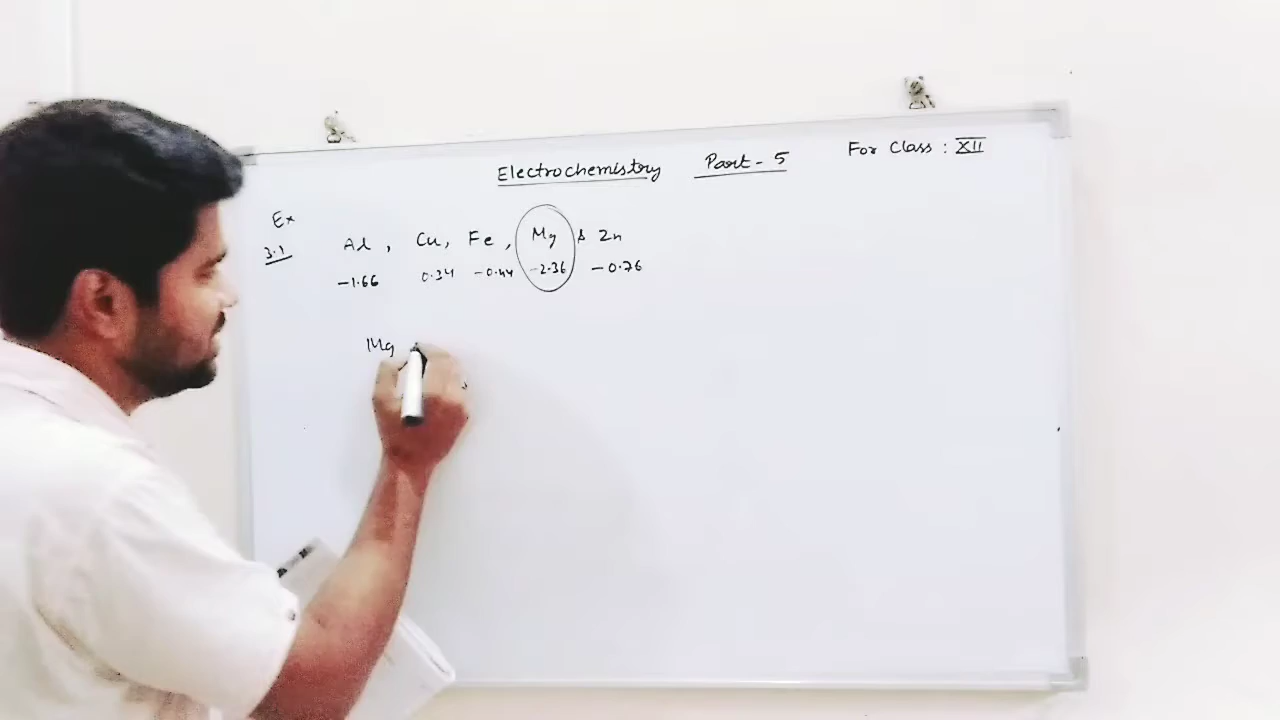 Electrochemistry Part - 5
For Class : XII
Ex
3.1
Al , Cu, Fe , Mg & Zn
-1.66 0.34 -0.44 -2.36 -0.76
Mg